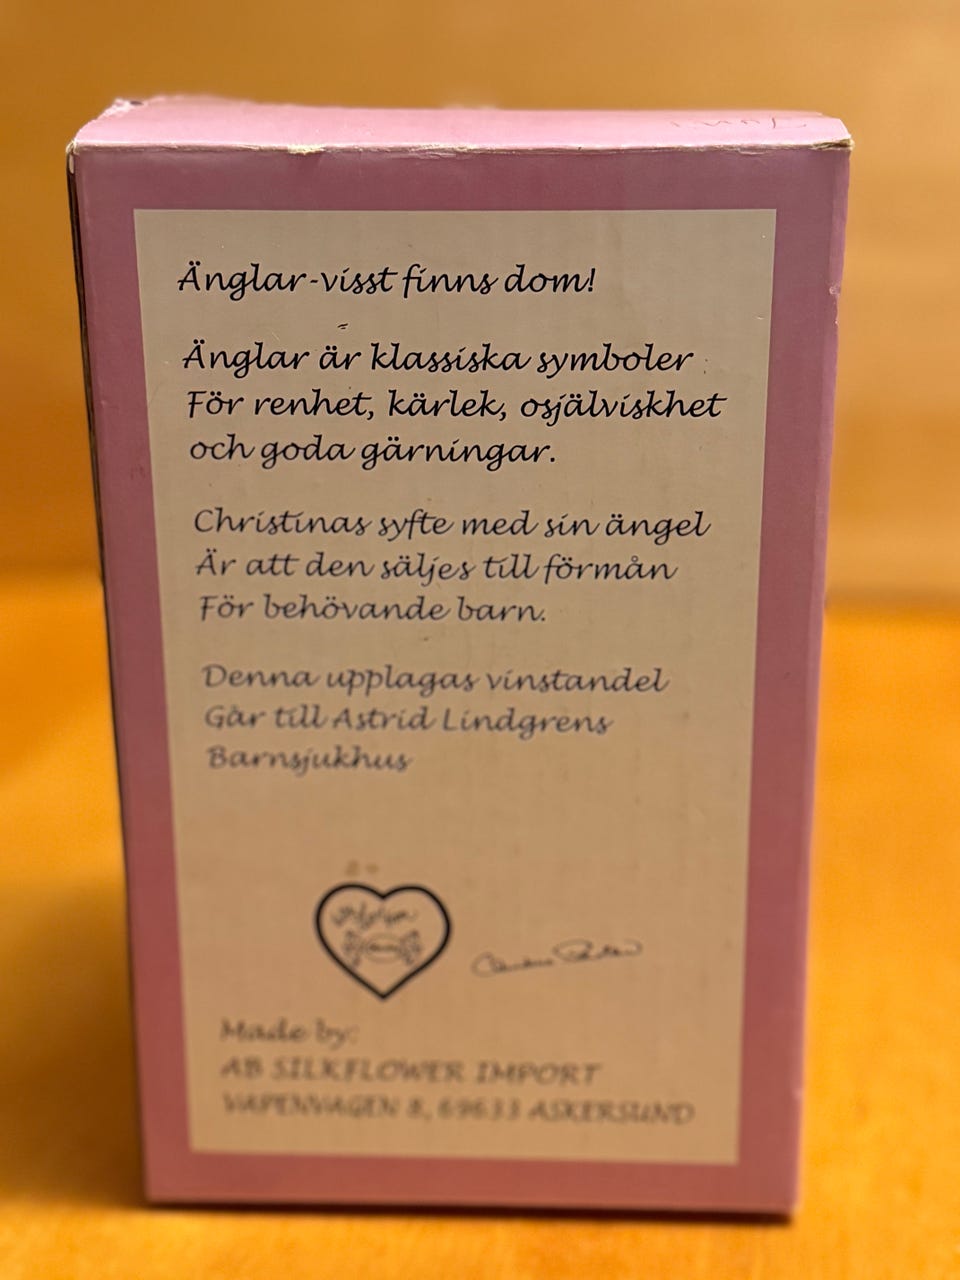 Änglar-visst finns dom!
Änglar är klassiska symboler
För renhet, kärlek, osjälviskhet
och goda gärningar.
Christinas syfte med sin ängel
Är att den säljes till förmån
För behövande barn.
Denna upplagas vinstandel
Går till Astrid Lindgrens
Barnsjukhus
Made by:
AB SILKFLOWER IMPORT
VAPENVAGEN 8, 69633 ASKERSUND